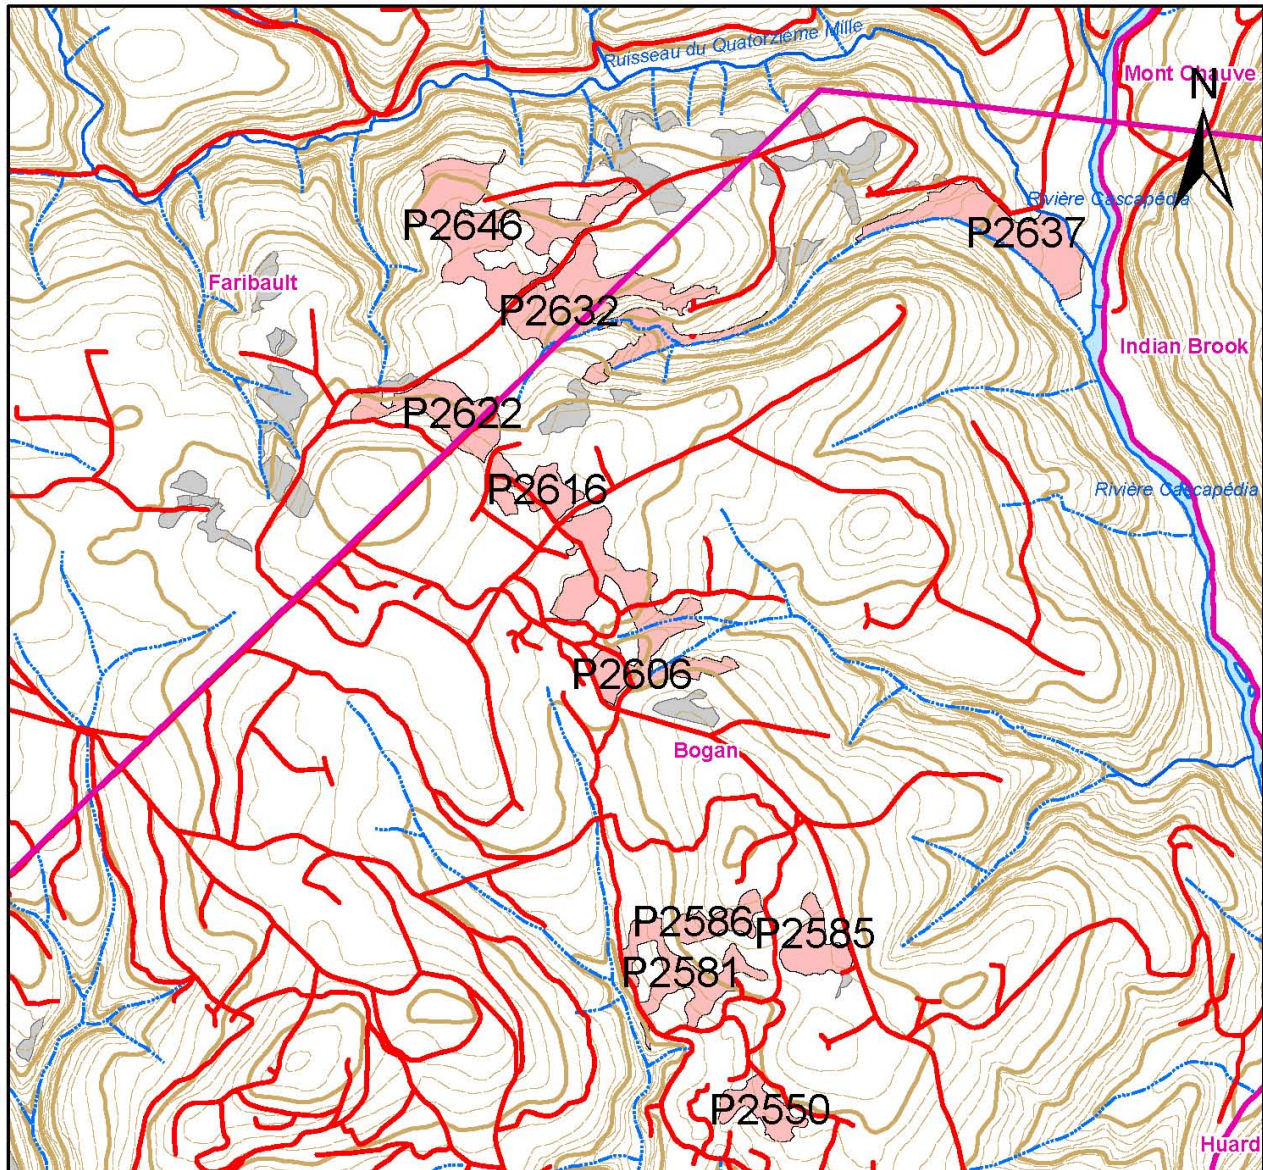 Ruisseau du Quatorzième Mille
Mont Chauve
N
Rivière Cascapédia
P2646
P2637
Faribault
P2632
Indian Brook
P2622
P2616
Rivière Cascapédia
P2606
Bogan
P2586
P2585
P2581
P2550
Huard